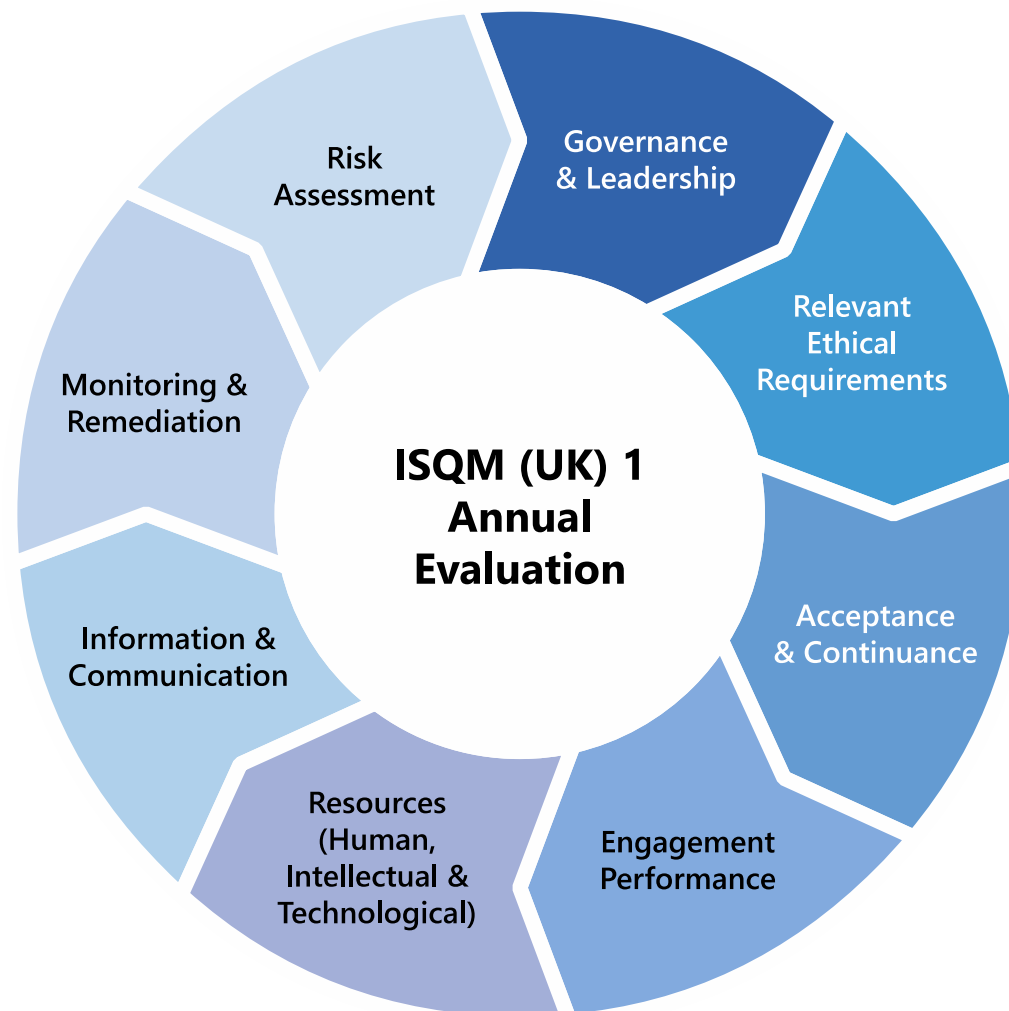 Governance
& Leadership
Relevant
Ethical
Requirements
Acceptance
& Continuance
Engagement
Performance
Resources
(Human,
Intellectual &
Technological)
Information &
Communication
Monitoring &
Remediation
Risk
Assessment
ISQM (UK) 1
Annual
Evaluation